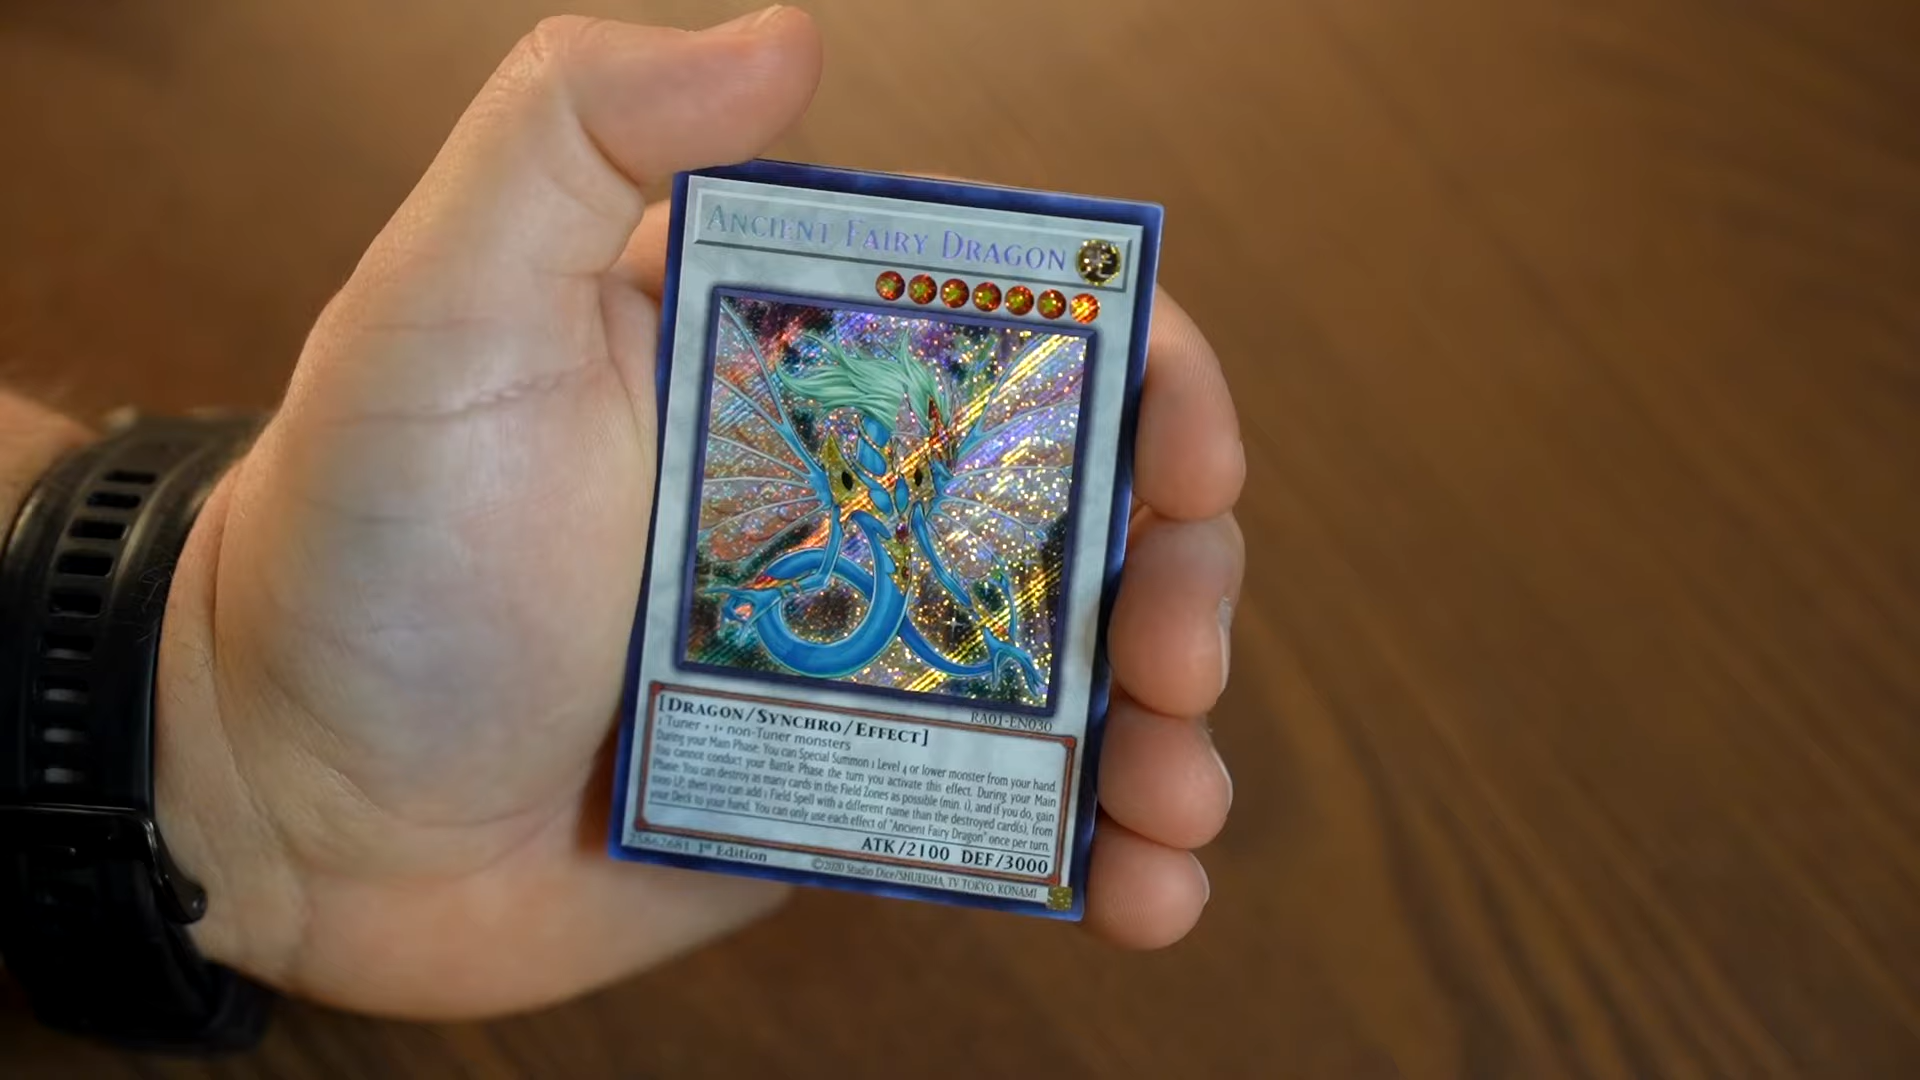 ANCIENT FAIRY DRAGON
光
RA01-EN030
[DRAGON/SYNCHRO/EFFECT]
1 Tuner + 1+ non-Tuner monsters
During your Main Phase: You can Special Summon 1 Level 4 or lower monster from your hand.
You cannot conduct your Battle Phase the turn you activate this effect. During your Main
Phase: You can destroy as many cards in the Field Zones as possible (min. 1), and if you do, gain
1000 LP, then you can add 1 Field Spell with a different name than the destroyed card(s), from
your Deck to your hand. You can only use each effect of "Ancient Fairy Dragon" once per turn.
ATK/2100 DEF/3000
25862681 1st Edition
©2020 Studio Dice/SHUEISHA, TV TOKYO, KONAMI